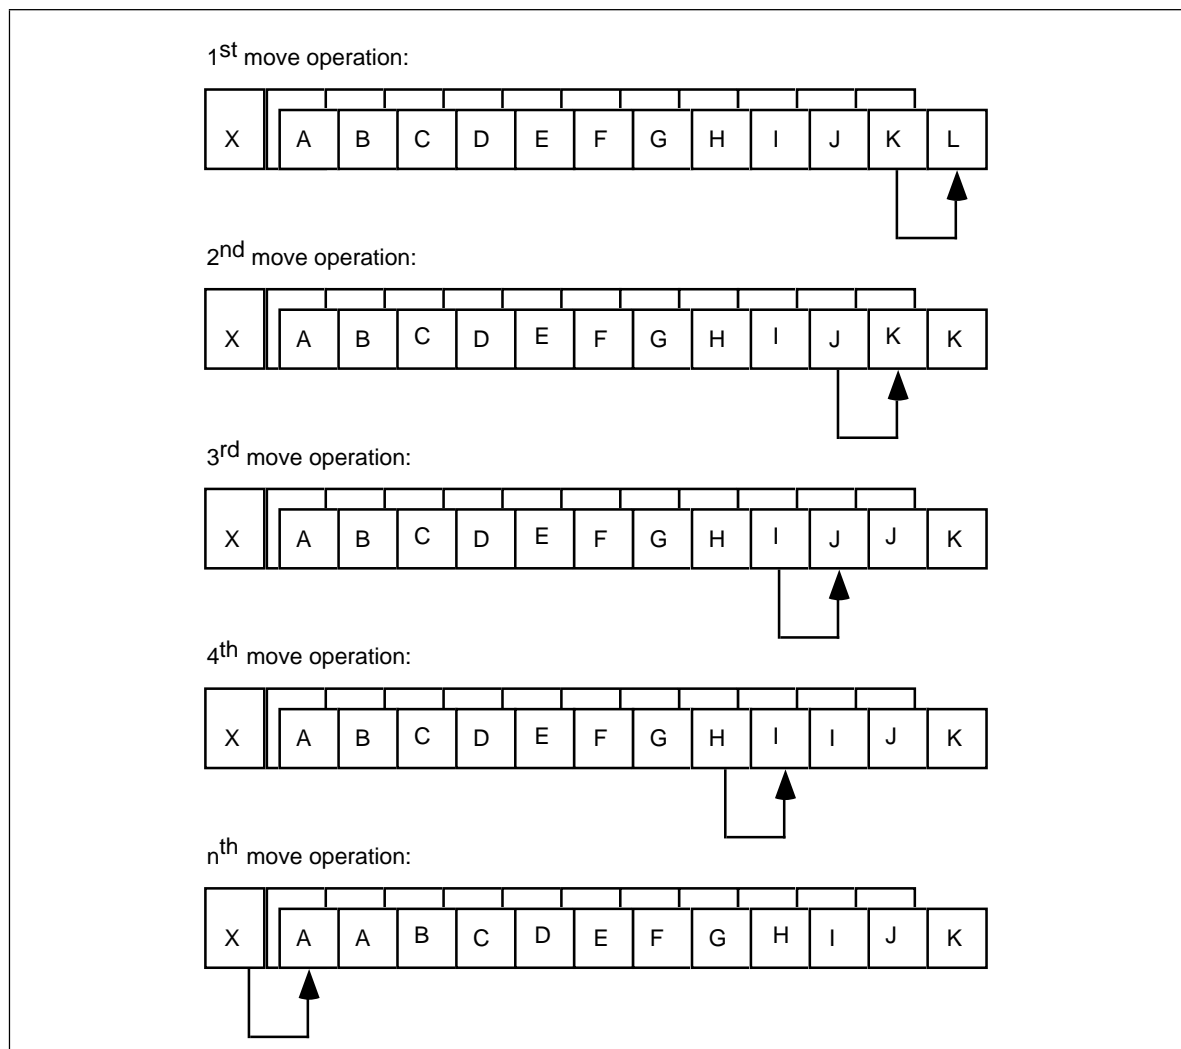 1st move operation:
X A B C D E F G H I J K L
2nd move operation:
X A B C D E F G H I J K K
3rd move operation:
X A B C D E F G H I J J K
4th move operation:
X A B C D E F G H I I J K
nth move operation:
X A A B C D E F G H I J K